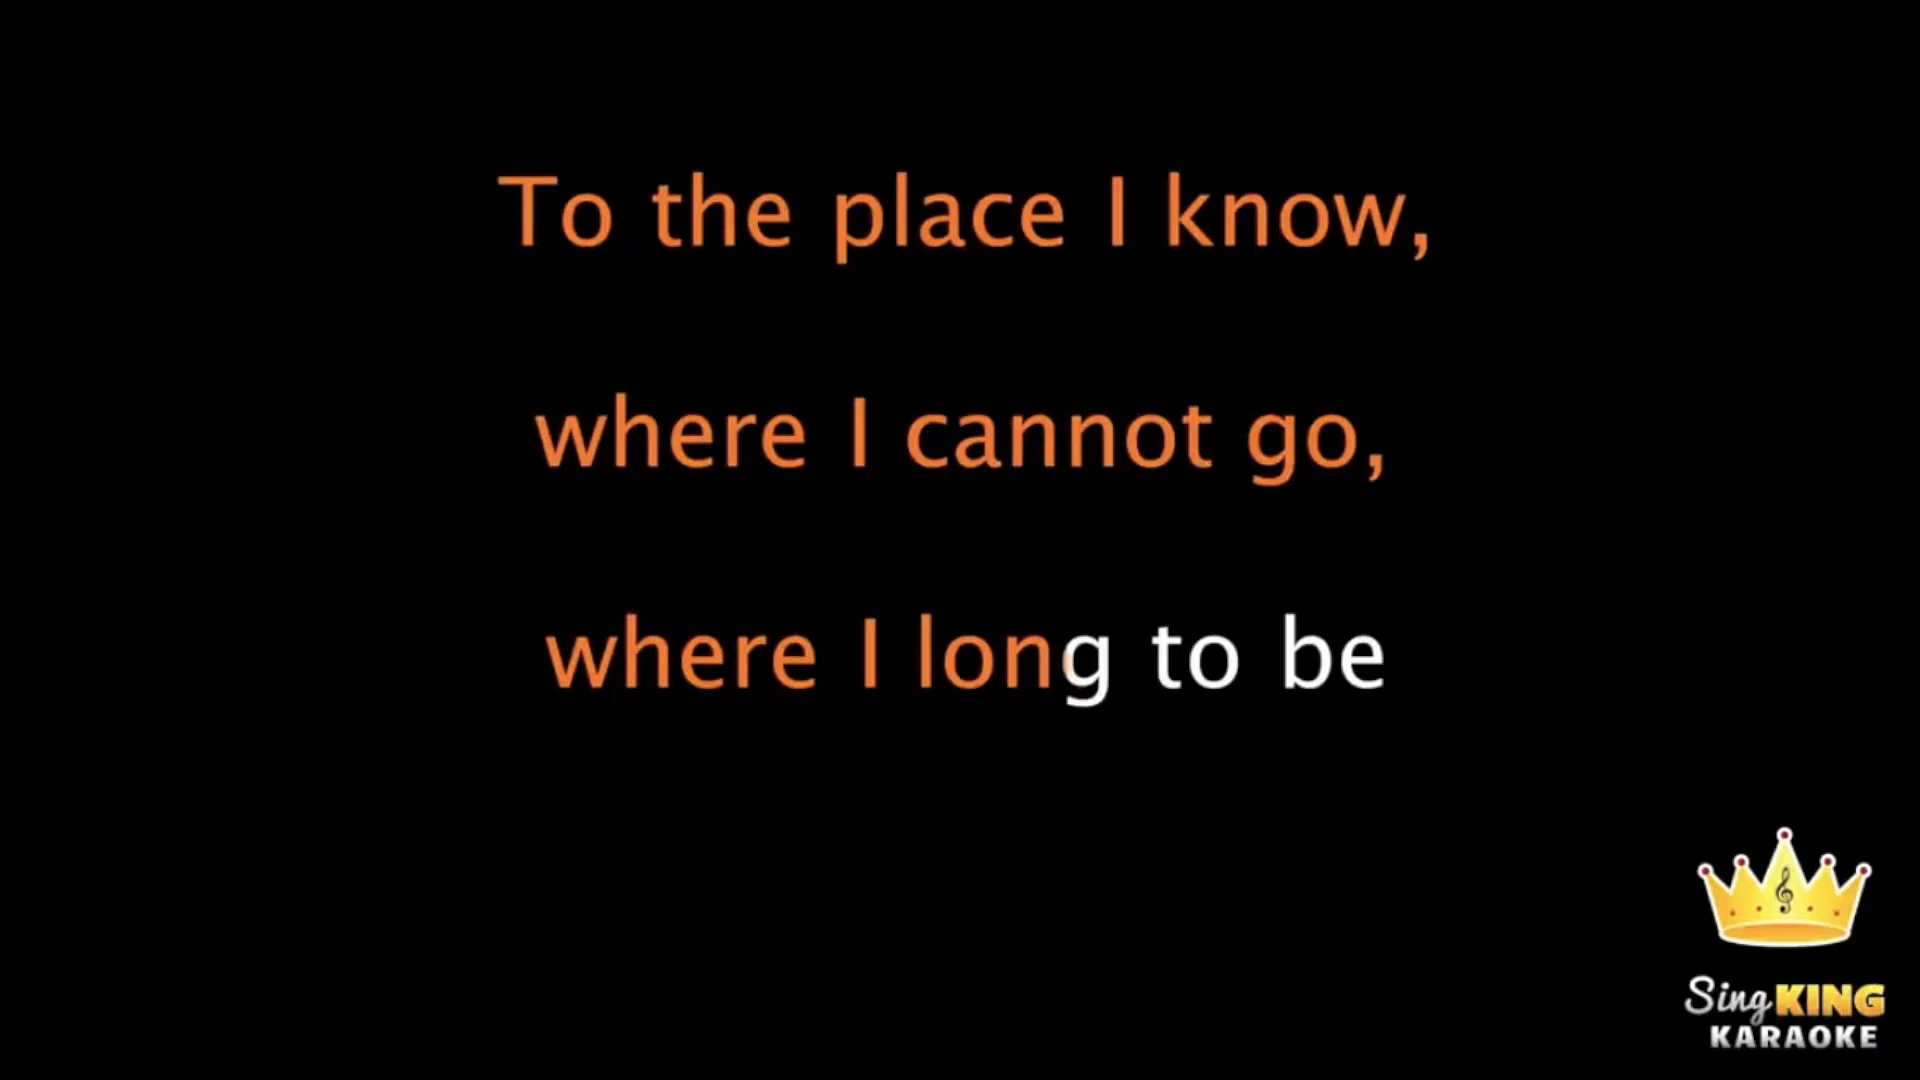 To the place I know,
where I cannot go,
where I long to be
Sing KING
KARAOKE